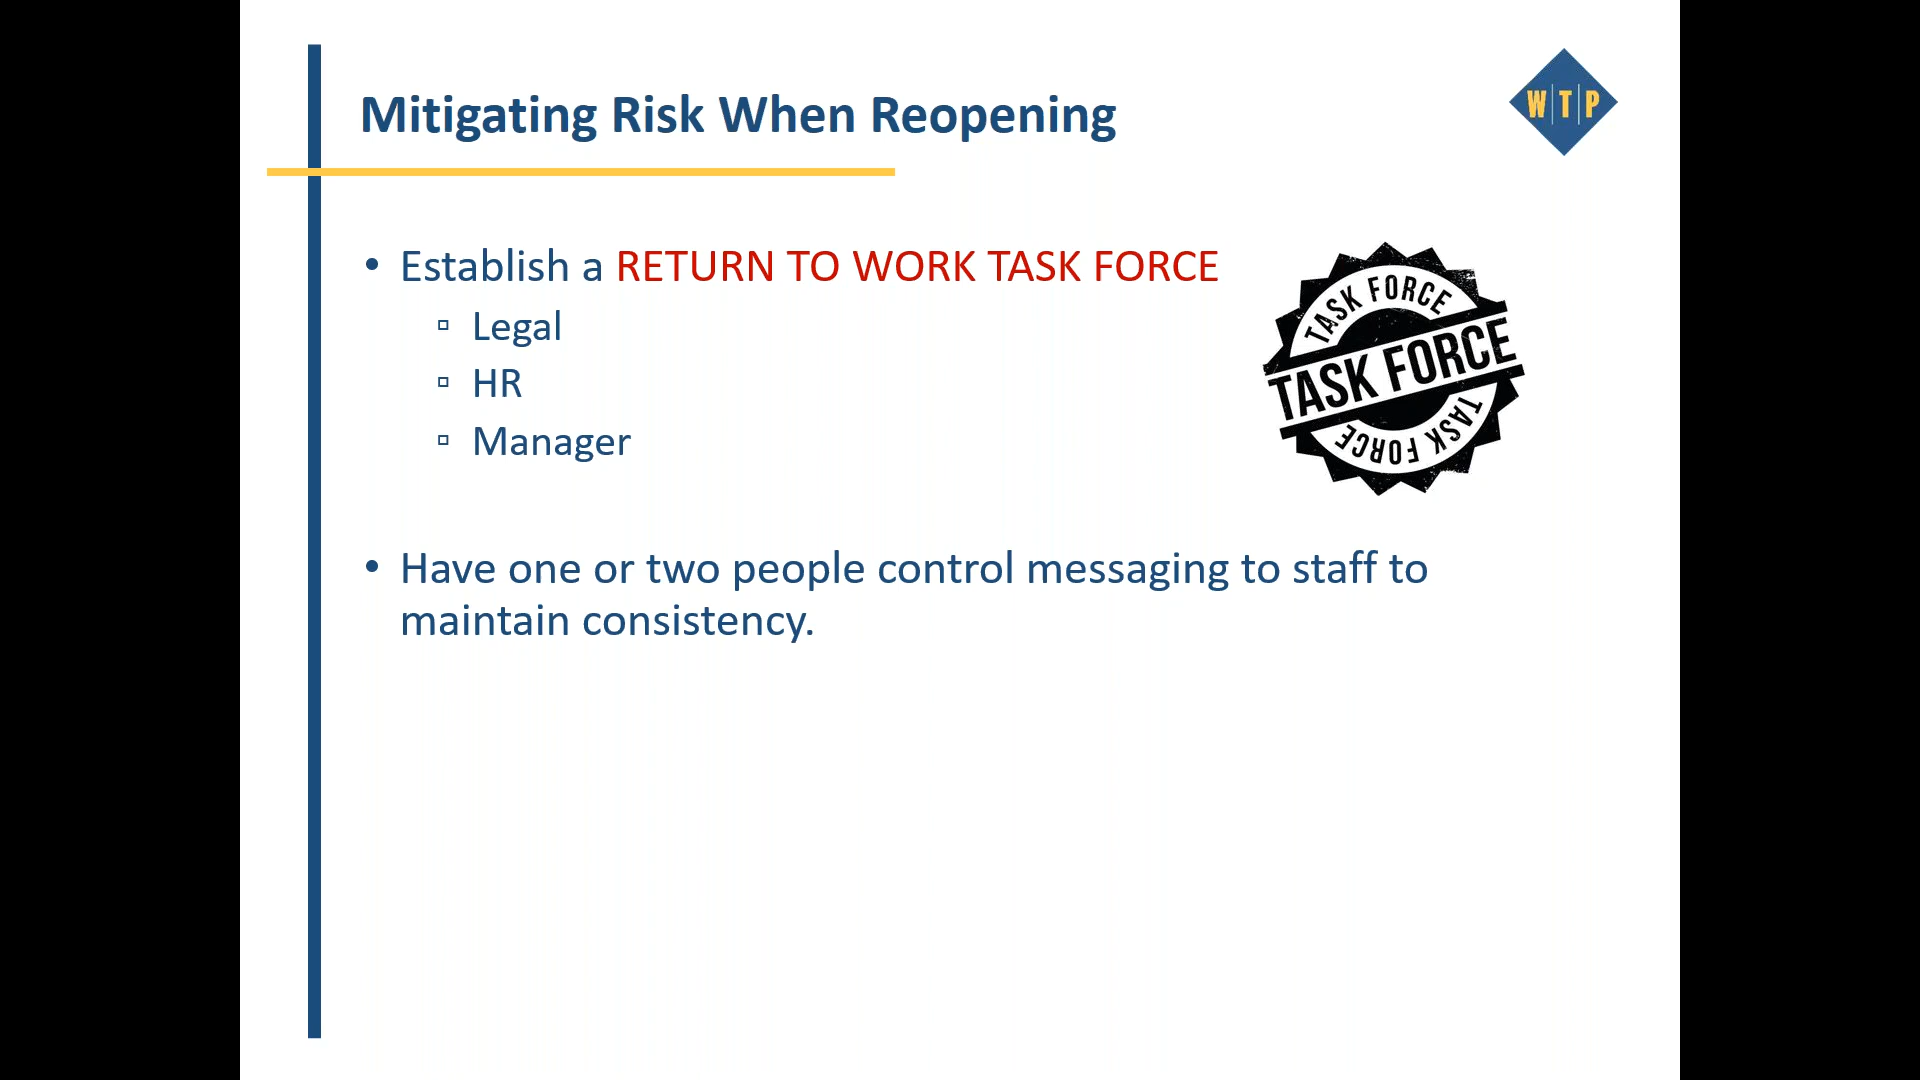 Mitigating Risk When Reopening
W|T|P
• Establish a RETURN TO WORK TASK FORCE
▫ Legal
▫ HR
▫ Manager
TASK FORCE
TASK FORCE
TASK FORCE
• Have one or two people control messaging to staff to
maintain consistency.